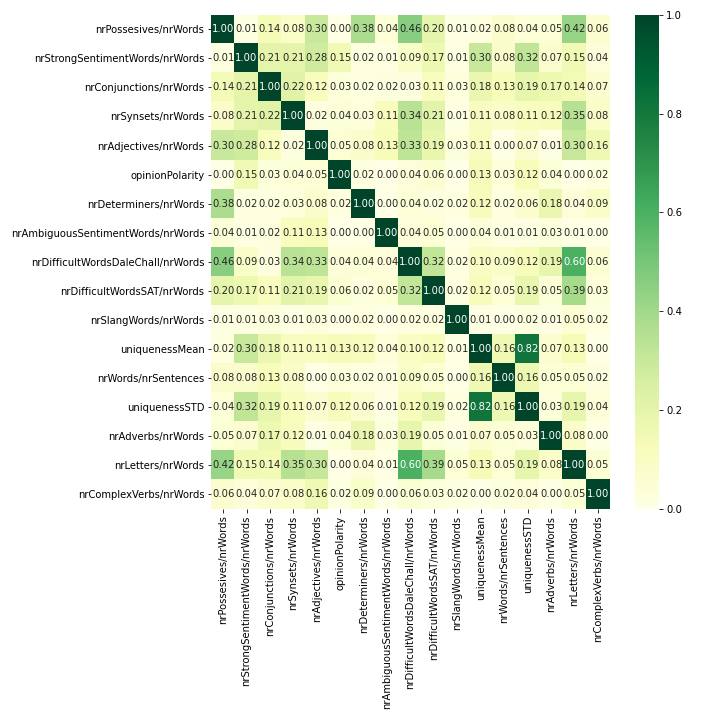 nrPossesives/nrWords 1.00 0.01 0.14 0.08 0.30 0.00 0.38 0.04 0.46 0.20 0.01 0.02 0.08 0.04 0.05 0.42 0.06
nrStrongSentimentWords/nrWords 0.01 1.00 0.21 0.21 0.28 0.15 0.02 0.01 0.09 0.17 0.01 0.30 0.08 0.32 0.07 0.15 0.04
nrConjunctions/nrWords 0.14 0.21 1.00 0.22 0.12 0.03 0.02 0.02 0.03 0.11 0.03 0.18 0.13 0.19 0.17 0.14 0.07
nrSynsets/nrWords 0.08 0.21 0.22 1.00 0.02 0.04 0.03 0.11 0.34 0.21 0.01 0.11 0.08 0.11 0.12 0.35 0.08
nrAdjectives/nrWords 0.30 0.28 0.12 0.02 1.00 0.05 0.08 0.13 0.33 0.19 0.03 0.11 0.00 0.07 0.01 0.30 0.16
opinionPolarity 0.00 0.15 0.03 0.04 0.05 1.00 0.02 0.00 0.04 0.06 0.00 0.13 0.03 0.12 0.04 0.00 0.02
nrDeterminers/nrWords 0.38 0.02 0.02 0.03 0.08 0.02 1.00 0.00 0.04 0.02 0.02 0.12 0.02 0.06 0.18 0.04 0.09
nrAmbiguousSentimentWords/nrWords 0.04 0.01 0.02 0.11 0.13 0.00 0.00 1.00 0.04 0.05 0.00 0.04 0.01 0.01 0.03 0.01 0.00
nrDifficultWordsDaleChall/nrWords 0.46 0.09 0.03 0.34 0.33 0.04 0.04 0.04 1.00 0.32 0.02 0.10 0.09 0.12 0.19 0.60 0.06
nrDifficultWordsSAT/nrWords 0.20 0.17 0.11 0.21 0.19 0.06 0.02 0.05 0.32 1.00 0.02 0.12 0.05 0.19 0.05 0.39 0.03
nrSlangWords/nrWords 0.01 0.01 0.03 0.01 0.03 0.00 0.02 0.00 0.02 0.02 1.00 0.01 0.00 0.02 0.01 0.05 0.02
uniquenessMean 0.02 0.30 0.18 0.11 0.11 0.13 0.12 0.04 0.10 0.12 0.01 1.00 0.16 0.82 0.07 0.13 0.00
nrWords/nrSentences 0.08 0.08 0.13 0.08 0.00 0.03 0.02 0.01 0.09 0.05 0.00 0.16 1.00 0.16 0.05 0.05 0.02
uniquenessSTD 0.04 0.32 0.19 0.11 0.07 0.12 0.06 0.01 0.12 0.19 0.02 0.82 0.16 1.00 0.03 0.19 0.04
nrAdverbs/nrWords 0.05 0.07 0.17 0.12 0.01 0.04 0.18 0.03 0.19 0.05 0.01 0.07 0.05 0.03 1.00 0.08 0.00
nrLetters/nrWords 0.42 0.15 0.14 0.35 0.30 0.00 0.04 0.01 0.60 0.39 0.05 0.13 0.05 0.19 0.08 1.00 0.05
nrComplexVerbs/nrWords 0.06 0.04 0.07 0.08 0.16 0.02 0.09 0.00 0.06 0.03 0.02 0.00 0.02 0.04 0.00 0.05 1.00
nrPossesives/nrWords
nrStrongSentimentWords/nrWords
nrConjunctions/nrWords
nrSynsets/nrWords
nrAdjectives/nrWords
opinionPolarity
nrDeterminers/nrWords
nrAmbiguousSentimentWords/nrWords
nrDifficultWordsDaleChall/nrWords
nrDifficultWordsSAT/nrWords
nrSlangWords/nrWords
uniquenessMean
nrWords/nrSentences
uniquenessSTD
nrAdverbs/nrWords
nrLetters/nrWords
nrComplexVerbs/nrWords
1.0
0.8
0.6
0.4
0.2
0.0